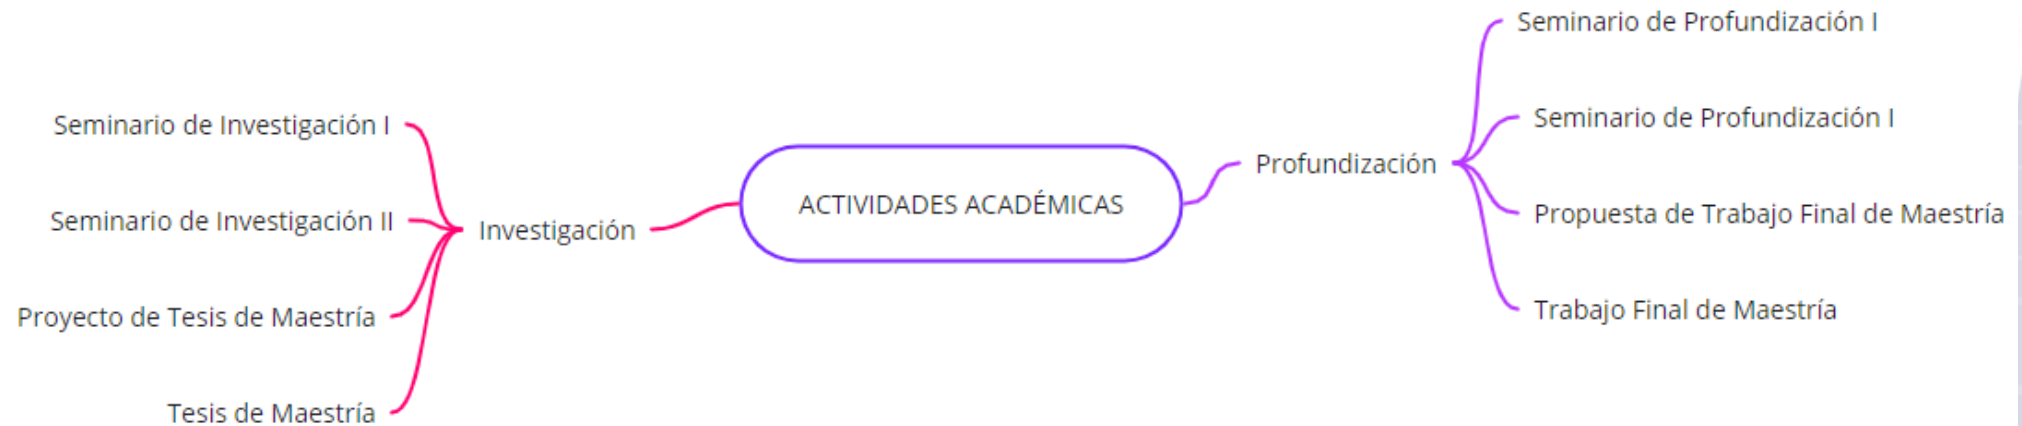 Seminario de Investigación I
Seminario de Investigación II
Proyecto de Tesis de Maestría
Tesis de Maestría
Investigación
ACTIVIDADES ACADÉMICAS
Profundización
Seminario de Profundización I
Seminario de Profundización I
Propuesta de Trabajo Final de Maestría
Trabajo Final de Maestría